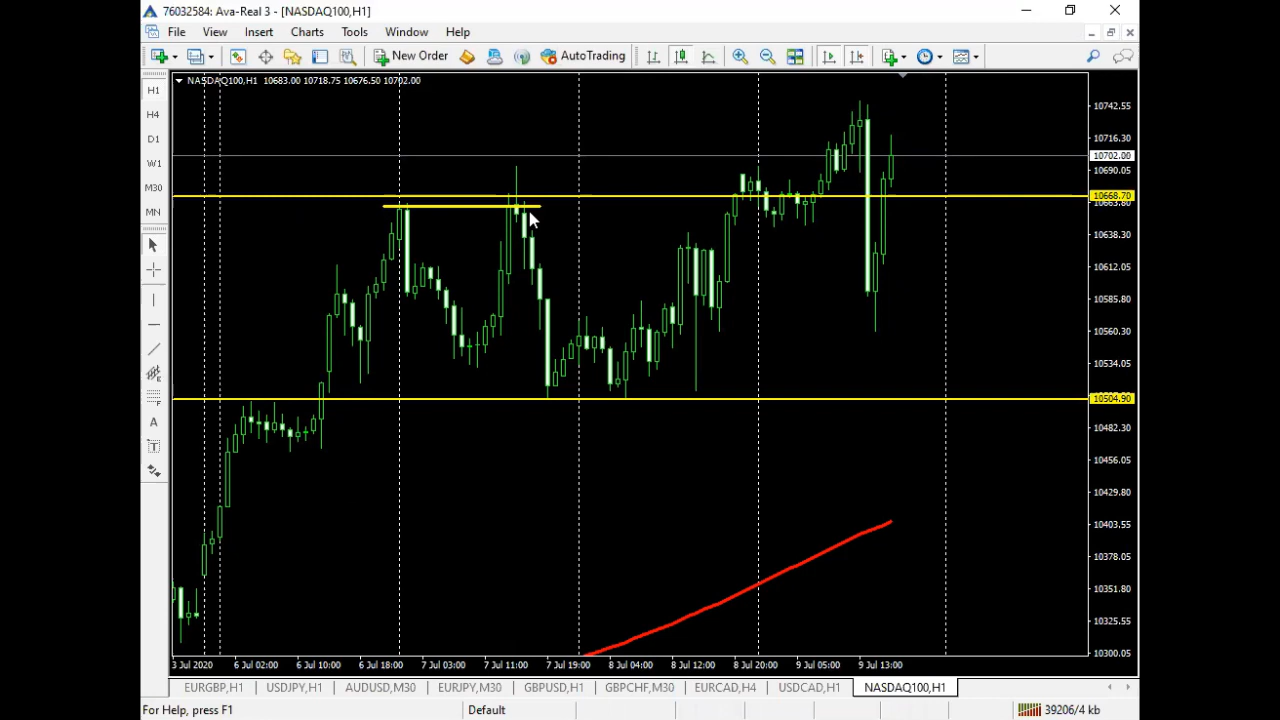 76032584: Ava-Real 3 - [NASDAQ100,H1]
File View Insert Charts Tools Window Help
New Order AutoTrading
NASDAQ100,H1 10683.00 10718.75 10676.50 10702.00
H1
H4
D1
W1
M30
MN
A
T
10742.55
10716.30
10702.00
10690.05
10668.70
10638.30
10612.05
10585.80
10560.30
10534.05
10504.90
10482.30
10456.05
10429.80
10403.55
10378.05
10351.80
10325.55
10300.05
3 Jul 2020 6 Jul 02:00 6 Jul 10:00 6 Jul 18:00 7 Jul 03:00 7 Jul 11:00 7 Jul 19:00 8 Jul 04:00 8 Jul 12:00 8 Jul 20:00 9 Jul 05:00 9 Jul 13:00
EURGBP,H1 USDJPY,H1 AUDUSD,M30 EURJPY,M30 GBPUSD,H1 GBPCHF,M30 EURCAD,H4 USDCAD,H1 NASDAQ100,H1
For Help, press F1 Default 39206/4 kb